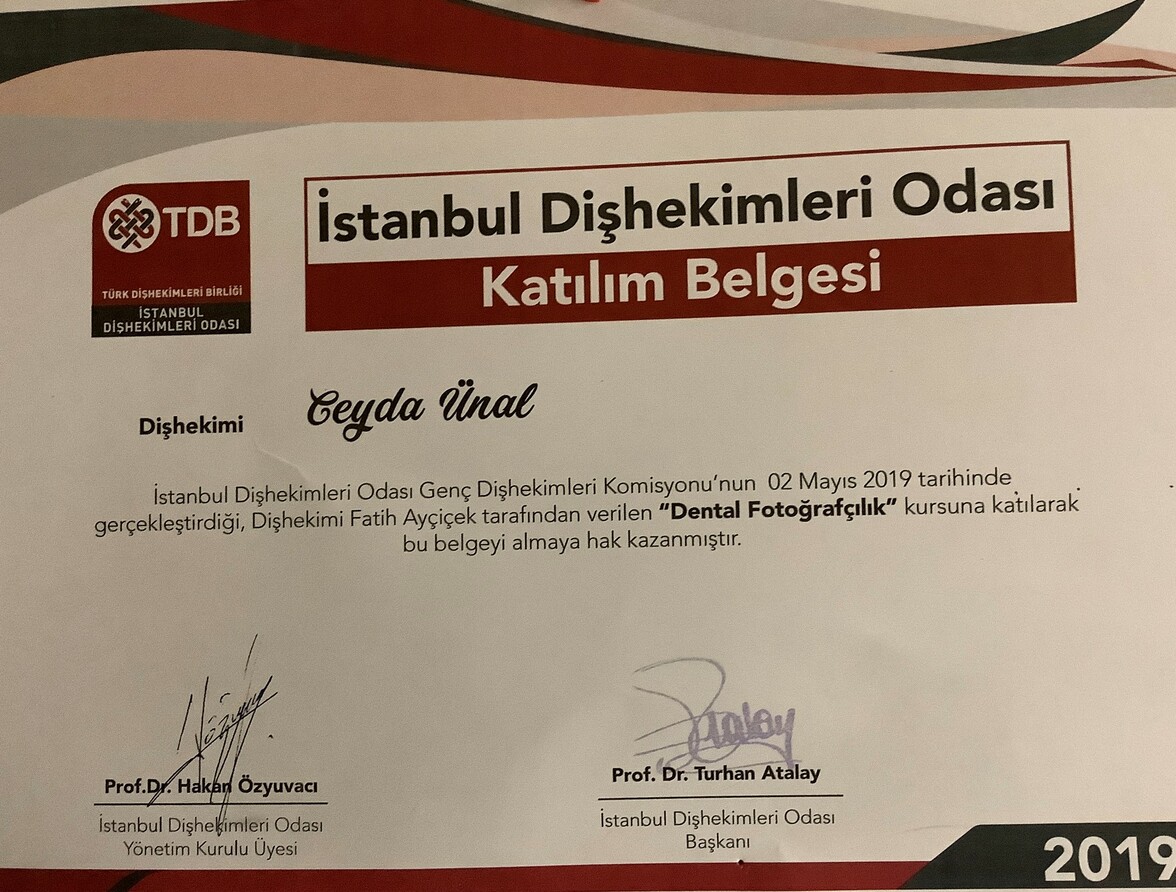 TDB
TÜRK DİŞHEKİMLERİ BİRLİĞİ
İSTANBUL
DİŞHEKİMLERİ ODASI
İstanbul Dişhekimleri Odası
Katılım Belgesi
Dişhekimi Ceyda Ünal
İstanbul Dişhekimleri Odası Genç Dişhekimleri Komisyonu'nun 02 Mayıs 2019 tarihinde
gerçekleştirdiği, Dişhekimi Fatih Ayçiçek tarafından verilen "Dental Fotoğrafçılık" kursuna katılarak
bu belgeyi almaya hak kazanmıştır.
Prof.Dr. Hakan Özyuvacı
İstanbul Dişhekimleri Odası
Yönetim Kurulu Üyesi
Prof. Dr. Turhan Atalay
İstanbul Dişhekimleri Odası
Başkanı
2019